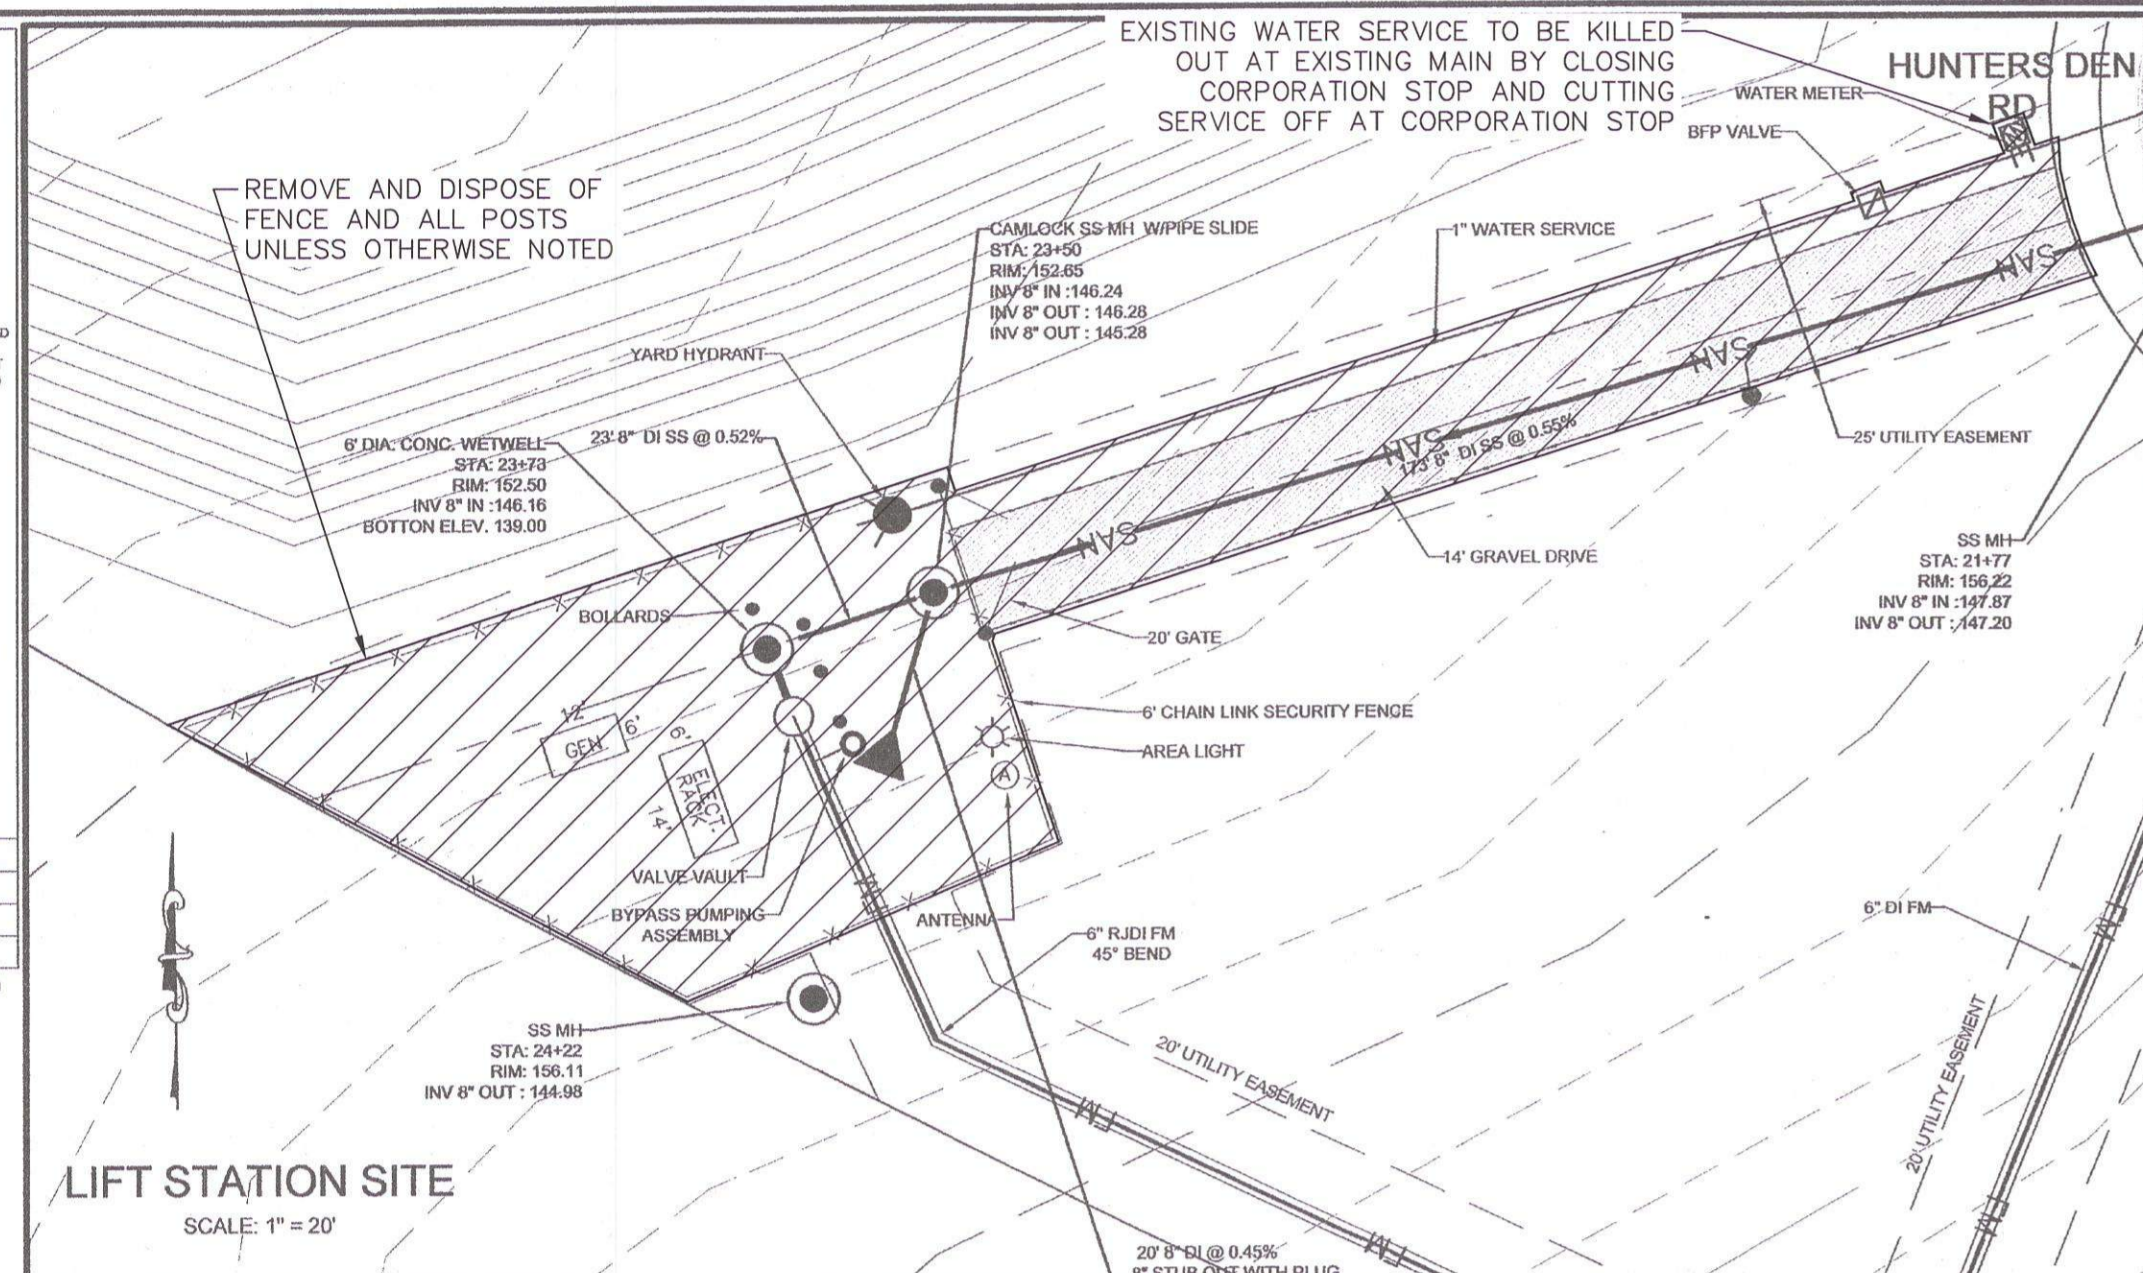 EXISTING WATER SERVICE TO BE KILLED
OUT AT EXISTING MAIN BY CLOSING
CORPORATION STOP AND CUTTING
SERVICE OFF AT CORPORATION STOP
HUNTERS DEN
RD
WATER METER
BFP VALVE
REMOVE AND DISPOSE OF
FENCE AND ALL POSTS
UNLESS OTHERWISE NOTED
CAMLOCK SS MH W/PIPE SLIDE
STA: 23+50
RIM: 152.65
INV 8" IN :146.24
INV 8" OUT : 146.28
INV 8" OUT : 145.28
1" WATER SERVICE
SAN
SAN
SAN
SAN
YARD HYDRANT
6' DIA. CONC. WETWELL
STA: 23+73
RIM: 152.50
INV 8" IN :146.16
BOTTON ELEV. 139.00
23' 8" DI SS @ 0.52%
173' 8" DI SS @ 0.55%
25' UTILITY EASEMENT
14' GRAVEL DRIVE
SS MH
STA: 21+77
RIM: 156.22
INV 8" IN :147.87
INV 8" OUT : 147.20
BOLLARDS
20' GATE
6' CHAIN LINK SECURITY FENCE
AREA LIGHT
A
12'
6'
GEN.
6'
ELECT.
RACK
14'
VALVE VAULT
BYPASS PUMPING
ASSEMBLY
FM
ANTENNA
6" RJDI FM
45° BEND
6" DI FM
FM
SS MH
STA: 24+22
RIM: 156.11
INV 8" OUT : 144.98
20' UTILITY EASEMENT
20' UTILITY EASEMENT
FM
FM
FM
LIFT STATION SITE
SCALE: 1" = 20'
20' 8" DI @ 0.45%
8" STUB OUT WITH PLUG